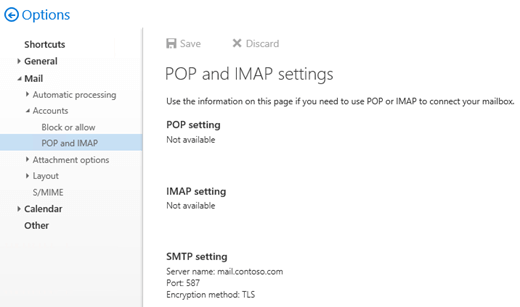 Options
Shortcuts
General
Mail
Automatic processing
Accounts
Block or allow
POP and IMAP
Attachment options
Layout
S/MIME
Calendar
Other
Save Discard
POP and IMAP settings
Use the information on this page if you need to use POP or IMAP to connect your mailbox.
POP setting
Not available
IMAP setting
Not available
SMTP setting
Server name: mail.contoso.com
Port: 587
Encryption method: TLS